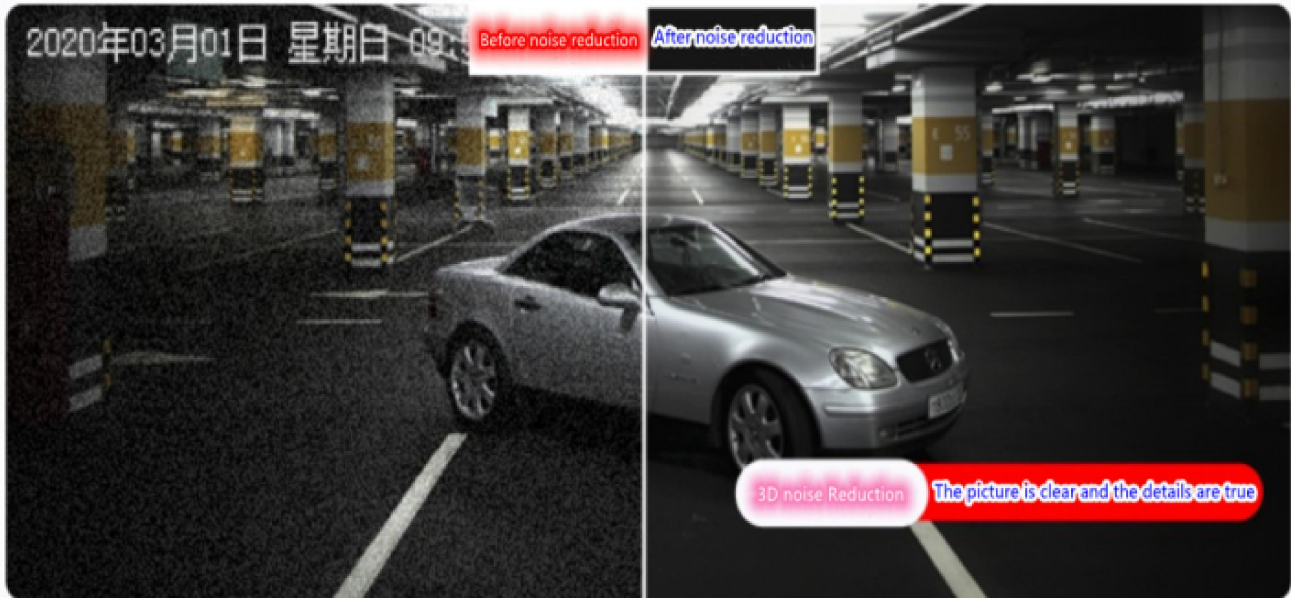 2020年03月01日 星期日 09:
Before noise reduction
After noise reduction
E 55
3D noise Reduction
The picture is clear and the details are true